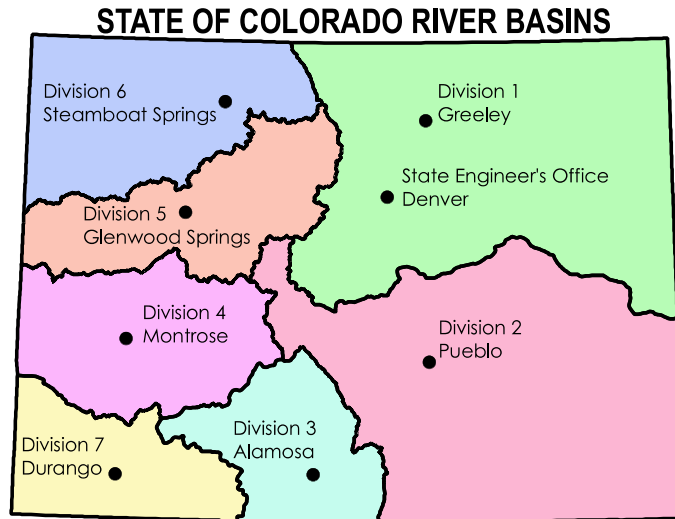 STATE OF COLORADO RIVER BASINS
Division 6
Steamboat Springs
Division 1
Greeley
State Engineer's Office
Denver
Division 5
Glenwood Springs
Division 4
Montrose
Division 2
Pueblo
Division 3
Alamosa
Division 7
Durango